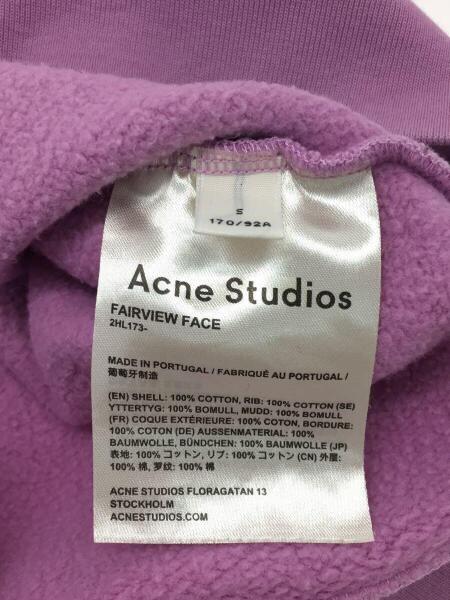 S
170/92A
Acne Studios
FAIRVIEW FACE
2HL173-
MADE IN PORTUGAL / FABRIQUÉ AU PORTUGAL /
葡萄牙制造
(EN) SHELL: 100% COTTON, RIB: 100% COTTON (SE)
YTTERTYG: 100% BOMULL, MUDD: 100% BOMULL
(FR) COQUE EXTÉRIEURE: 100% COTON, BORDURE:
100% COTON (DE) AUSSENMATERIAL: 100%
BAUMWOLLE, BÜNDCHEN: 100% BAUMWOLLE (JP)
表地: 100% コットン, リブ: 100% コットン (CN) 外屋:
100% 棉, 罗纹: 100% 棉
ACNE STUDIOS FLORAGATAN 13
STOCKHOLM
ACNESTUDIOS.COM